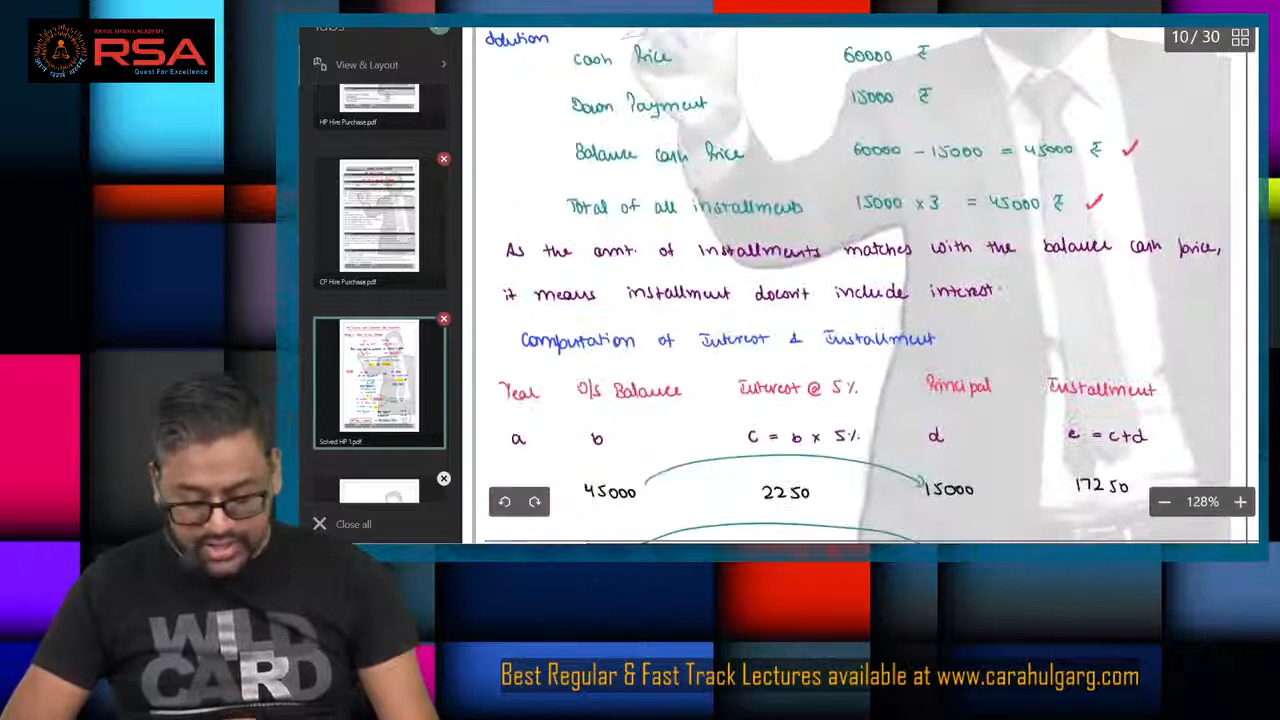 RAHUL SIKSHA ACADEMY
RSA
Quest For Excellence
View & Layout
HP Hire Purchase.pdf
CP Hire Purchase.pdf
Solved HP 1.pdf
Close all
10 / 30
Solution
Cash Price 60000 ₹
Down Payment 15000 ₹
Balance cash Price 60000 - 15000 = 45000 ₹ ✓
Total of all installments 15000 x 3 = 45000 ₹ ✓
As the amt. of installments matches with the balance cash price,
it means installment doesn't include interest
Computation of Interest & Installment
Year O/s Balance Interest @ 5% Principal Installment
a b c = b x 5% d e = c+d
45000 2250 15000 17250
128%
WILD
CARD
Best Regular & Fast Track Lectures available at www.carahulgarg.com